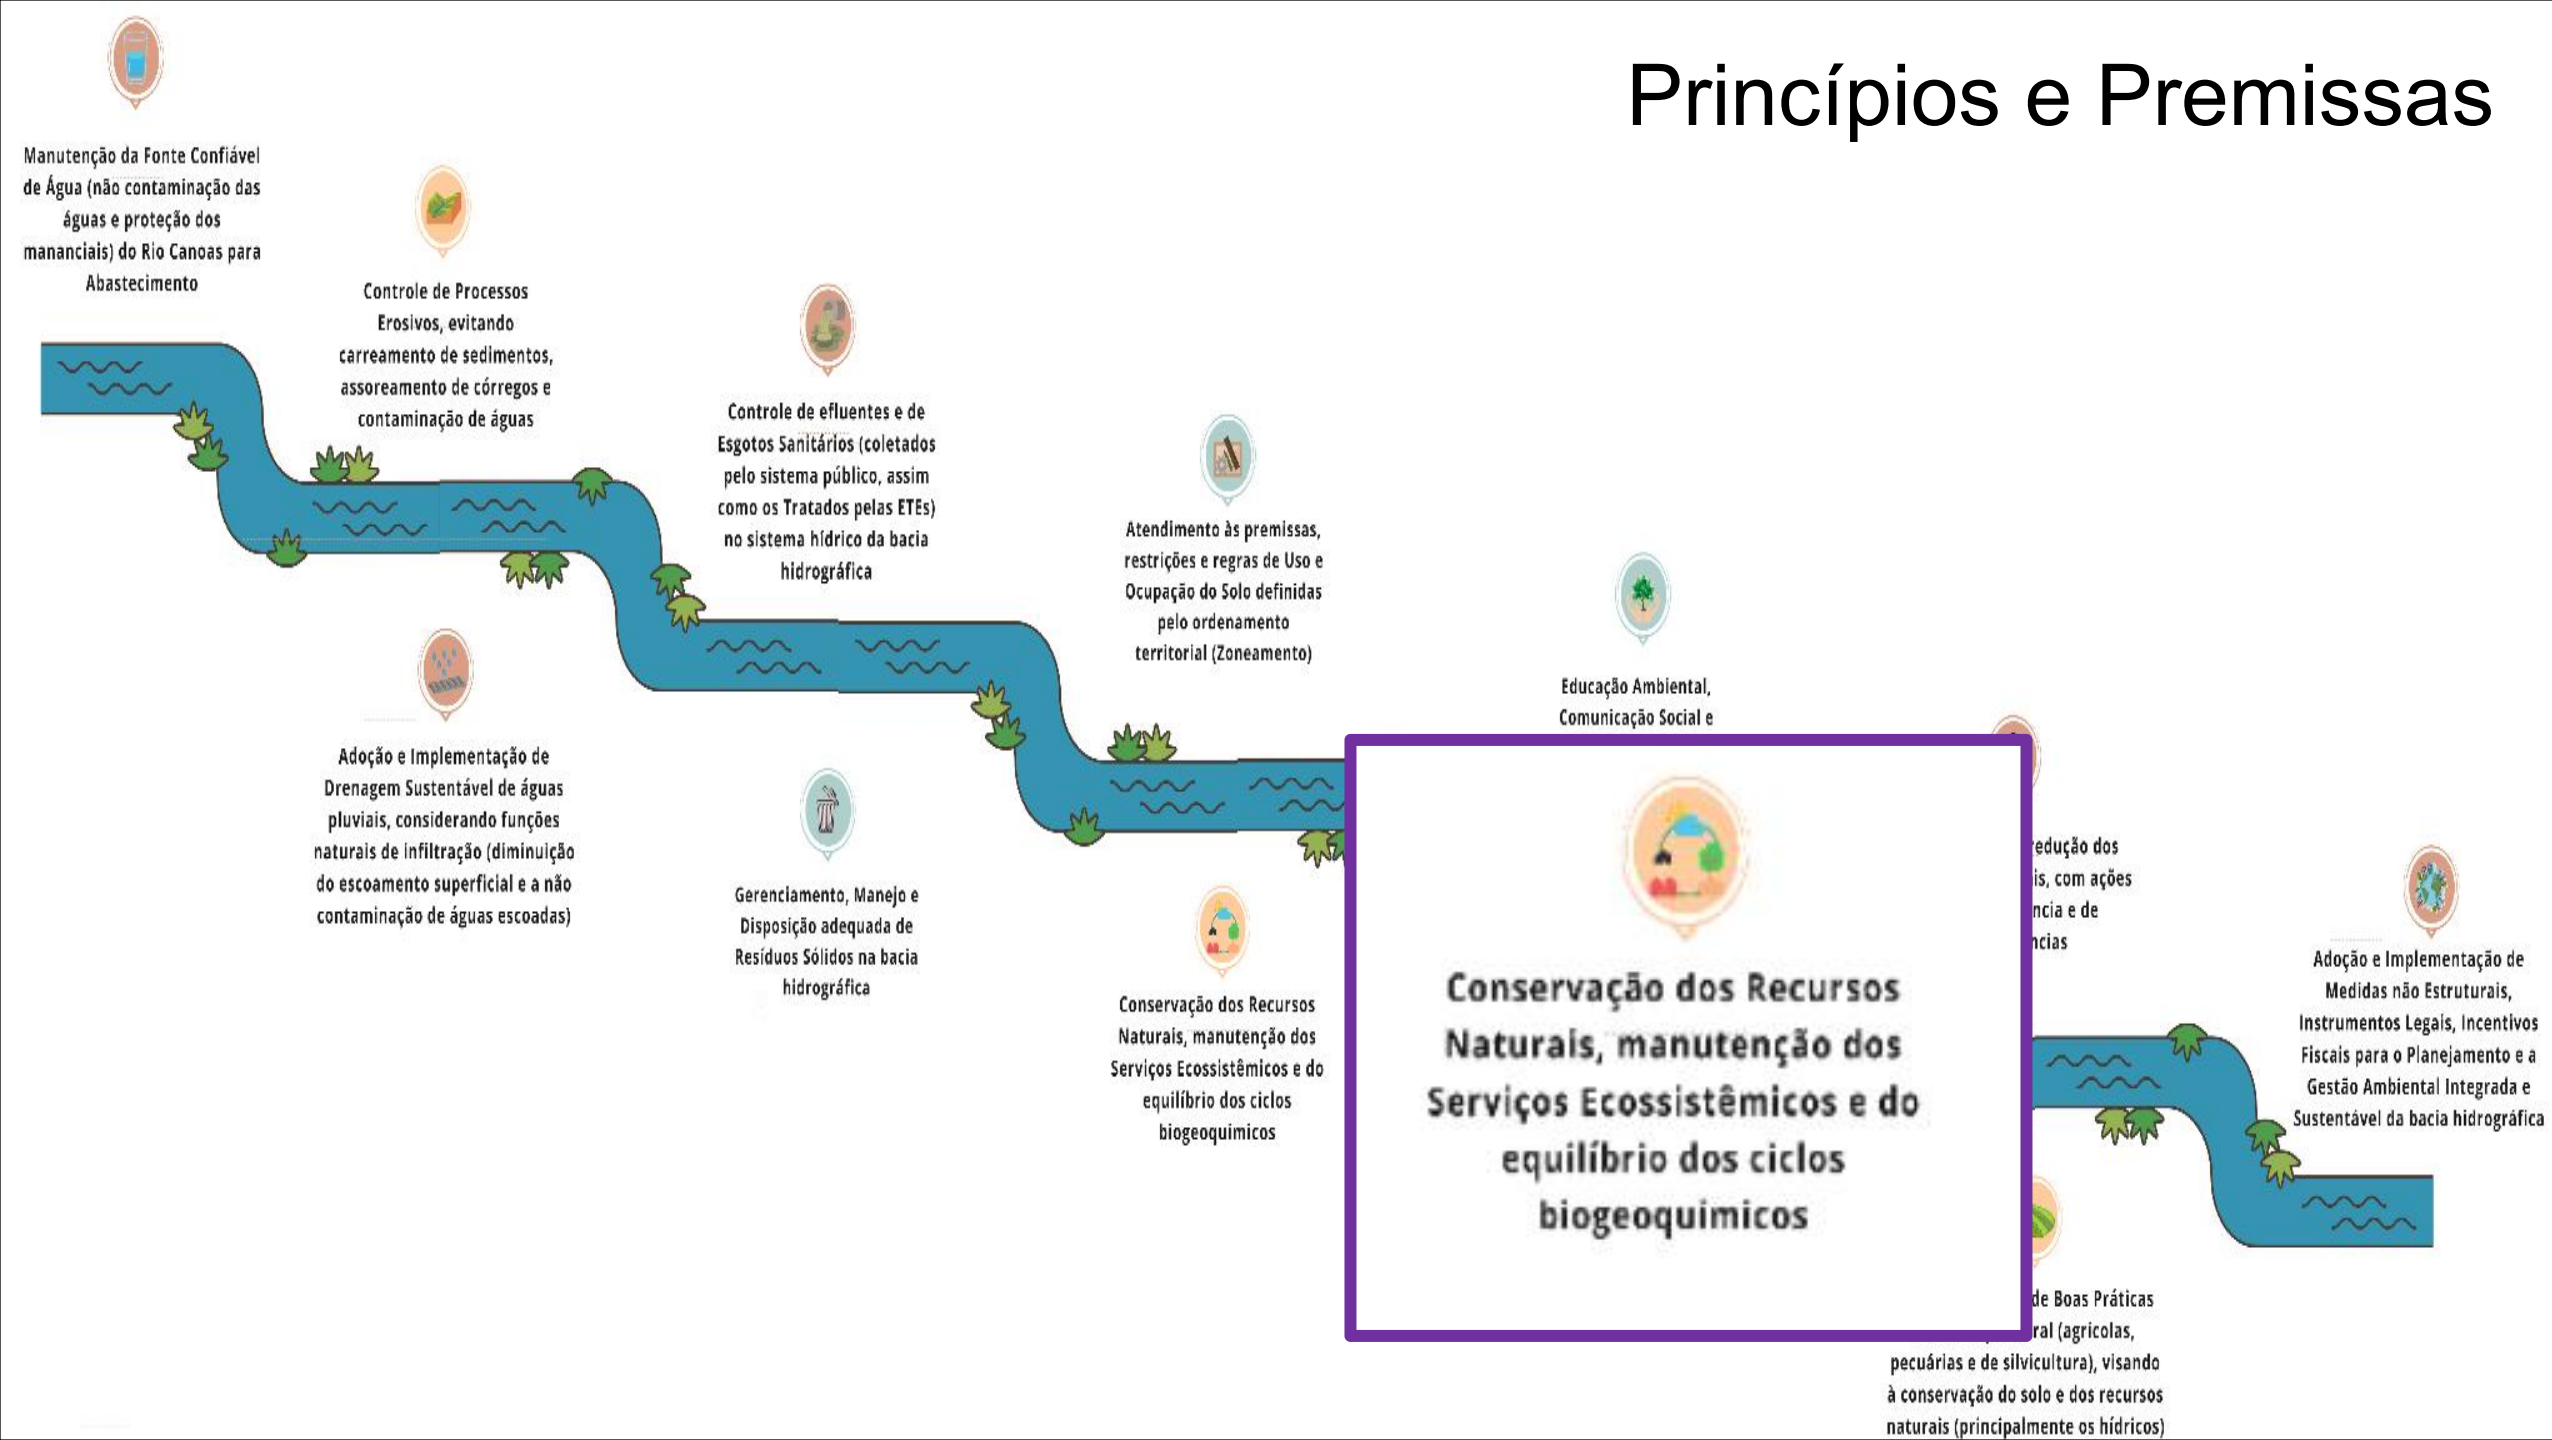 Princípios e Premissas
Manutenção da Fonte Confiável
de Água (não contaminação das
águas e proteção dos
mananciais) do Rio Canoas para
Abastecimento
Controle de Processos
Erosivos, evitando
carreamento de sedimentos,
assoreamento de córregos e
contaminação de águas
Controle de efluentes e de
Esgotos Sanitários (coletados
pelo sistema público, assim
como os Tratados pelas ETEs)
no sistema hídrico da bacia
hidrográfica
Atendimento às premissas,
restrições e regras de Uso e
Ocupação do Solo definidas
pelo ordenamento
territorial (Zoneamento)
Educação Ambiental,
Comunicação Social e
Adoção e Implementação de
Drenagem Sustentável de águas
pluviais, considerando funções
naturais de infiltração (diminuição
do escoamento superficial e a não
contaminação de águas escoadas)
Gerenciamento, Manejo e
Disposição adequada de
Resíduos Sólidos na bacia
hidrográfica
Conservação dos Recursos
Naturais, manutenção dos
Serviços Ecossistêmicos e do
equilíbrio dos ciclos
biogeoquimicos
Conservação dos Recursos
Naturais, manutenção dos
Serviços Ecossistêmicos e do
equilíbrio dos ciclos
biogeoquimicos
dos
com ações
e de
Adoção e Implementação de
Medidas não Estruturais,
Instrumentos Legais, Incentivos
Fiscais para o Planejamento e a
Gestão Ambiental Integrada e
Sustentável da bacia hidrográfica
de Boas Práticas
(agricolas,
pecuárias e de silvicultura), visando
à conservação do solo e dos recursos
naturais (principalmente os hídricos)